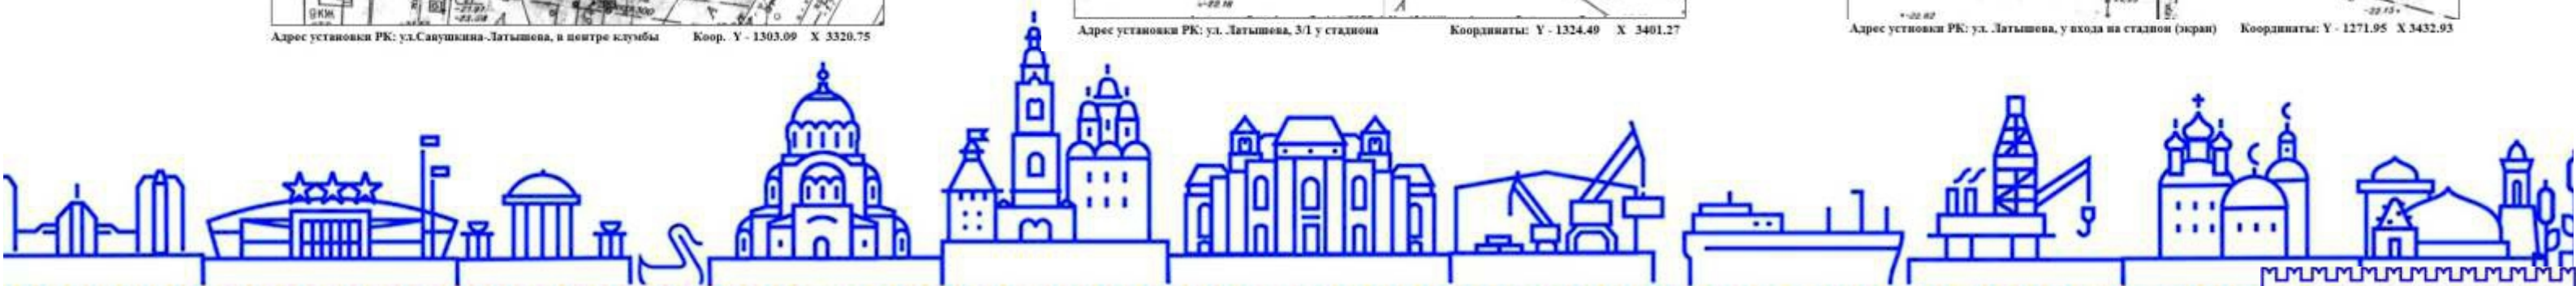 9КЖ
Адрес установки РК: ул.Савушкина-Латышева, в центре клумбы Коор. Y - 1303.09 X 3320.75
Адрес установки РК: ул. Латышева, 3/1 у стадиона Координаты: Y - 1324.49 X 3401.27
Адрес устновки РК: ул. Латышева, у входа на стадион (экран) Координаты: Y - 1271.95 X 3432.93